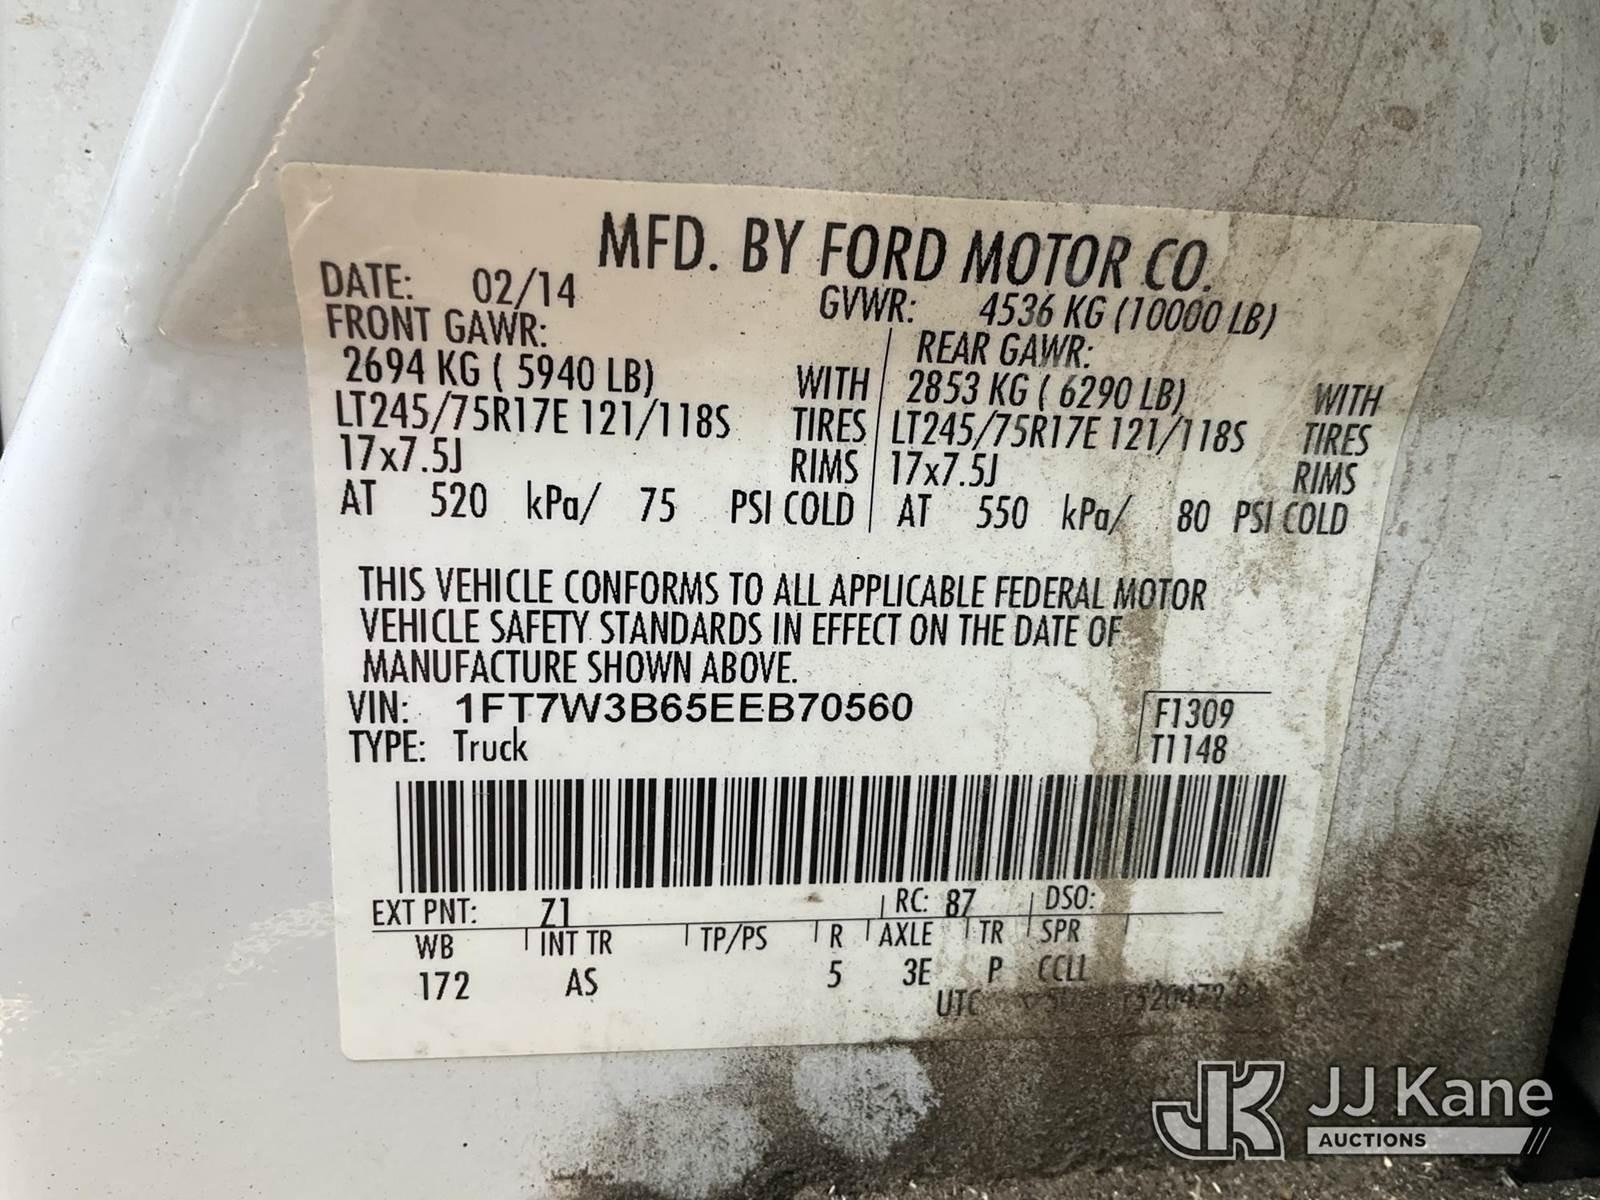 MFD. BY FORD MOTOR CO.
DATE: 02/14 GVWR: 4536 KG (10000 LB)
FRONT GAWR: REAR GAWR:
2694 KG ( 5940 LB) WITH 2853 KG ( 6290 LB) WITH
LT245/75R17E 121/118S TIRES LT245/75R17E 121/118S TIRES
17x7.5J RIMS 17x7.5J RIMS
AT 520 kPa/ 75 PSI COLD AT 550 kPa/ 80 PSI COLD
THIS VEHICLE CONFORMS TO ALL APPLICABLE FEDERAL MOTOR
VEHICLE SAFETY STANDARDS IN EFFECT ON THE DATE OF
MANUFACTURE SHOWN ABOVE.
VIN: 1FT7W3B65EEB70560 F1309
TYPE: Truck T1148
EXT PNT: Z1 RC: 87 DSO:
WB INT TR TP/PS R AXLE TR SPR
172 AS 5 3E P CCLL
UTC
JK JJ Kane
AUCTIONS